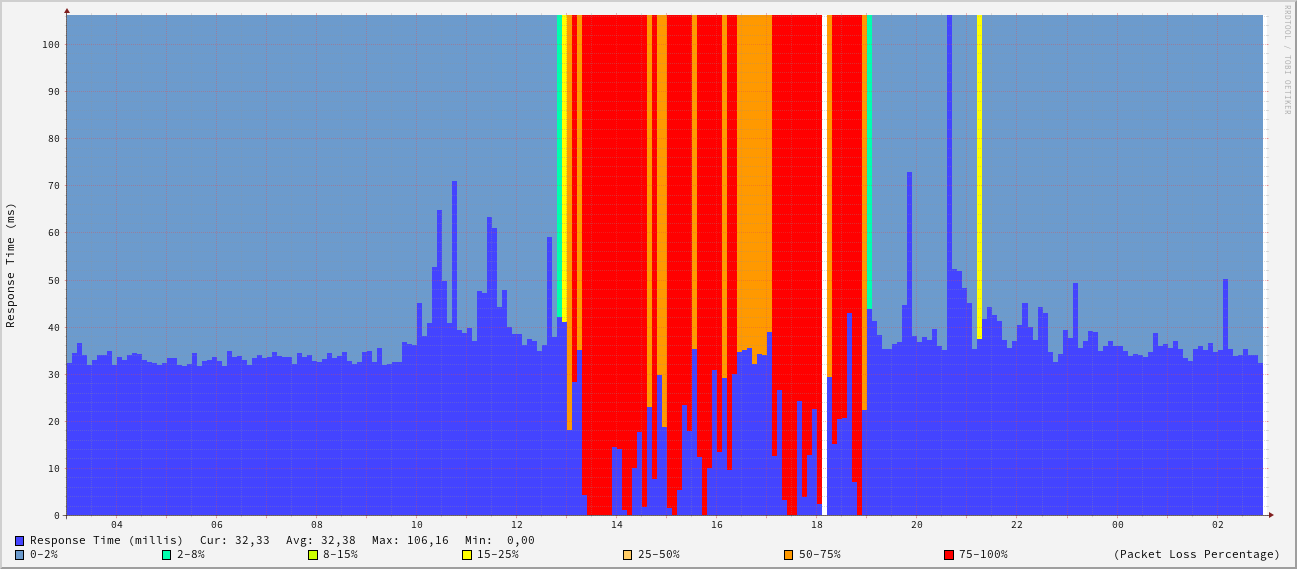 RRDTOOL / TOBI OETIKER
Response Time (ms)
100
90
80
70
60
50
40
30
20
10
0
04 06 08 10 12 14 16 18 20 22 00 02
Response Time (millis) Cur: 32,33 Avg: 32,38 Max: 106,16 Min: 0,00
0-2% 2-8% 8-15% 15-25% 25-50% 50-75% 75-100% (Packet Loss Percentage)